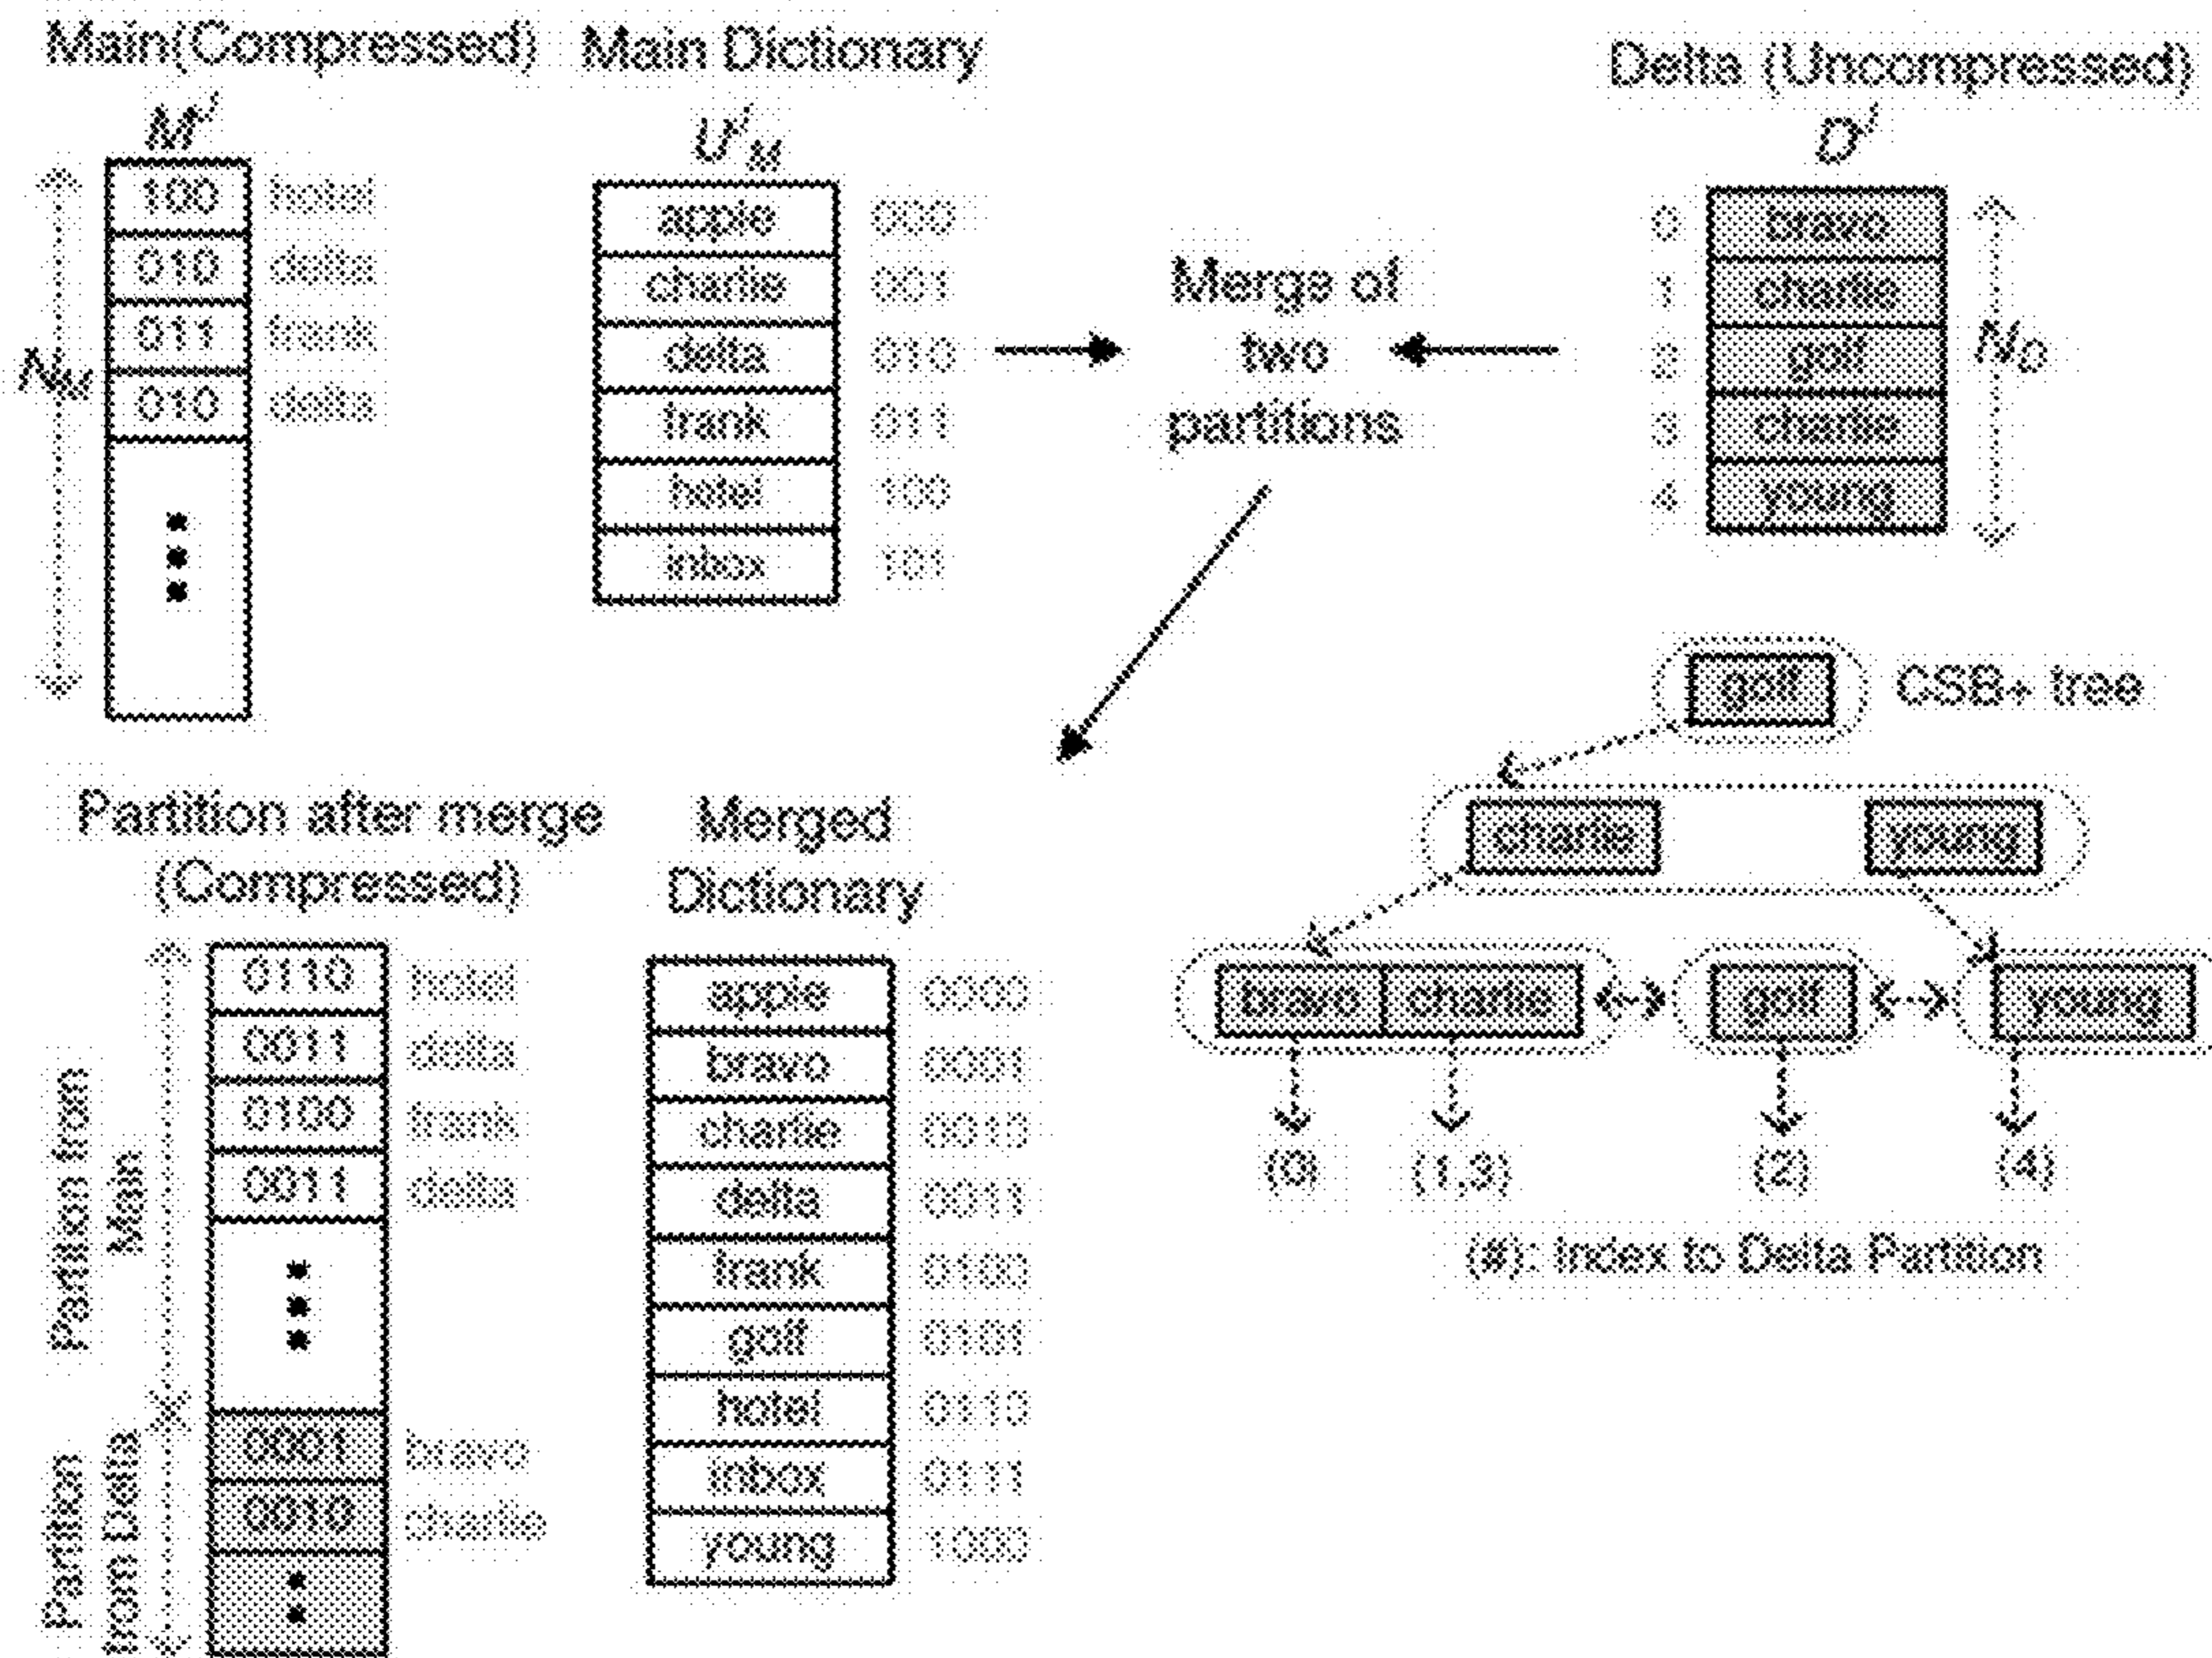 Main(Compressed)
M^j
N_M
100 hotel
010 delta
011 frank
010 delta
Main Dictionary
U^j_M
apple 000
charlie 001
delta 010
frank 011
hotel 100
inbox 101
Merge of
two
partitions
Delta (Uncompressed)
D^j
0 bravo
1 charlie
2 golf
3 charlie
4 young
N_D
CSB+ tree
golf
charlie young
bravo charlie golf young
(0) (1,3) (2) (4)
(#): Index to Delta Partition
Partition after merge
(Compressed)
Partition from
Main
0110 hotel
0011 delta
0100 frank
0011 delta
Partition
from Delta
0001 bravo
0010 charlie
Merged
Dictionary
apple 0000
bravo 0001
charlie 0010
delta 0011
frank 0100
golf 0101
hotel 0110
inbox 0111
young 1000